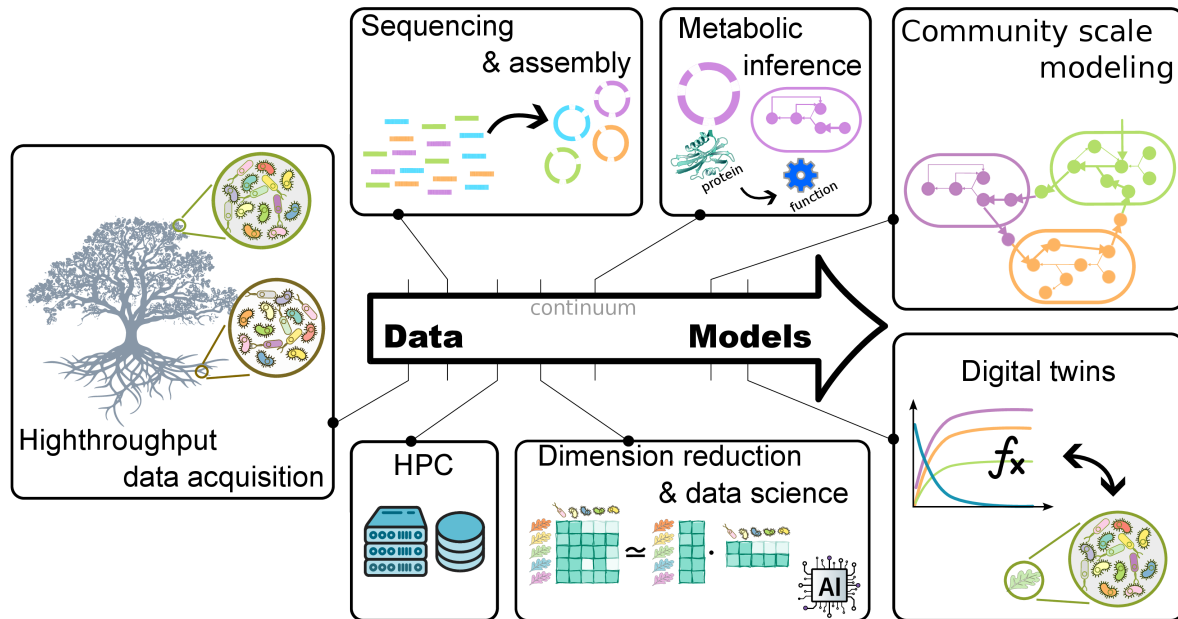 Sequencing
& assembly
Metabolic
inference
protein
function
Community scale
modeling
Highthroughput
data acquisition
continuum
Data
Models
HPC
Dimension reduction
& data science
≃
·
AI
Digital twins
fx